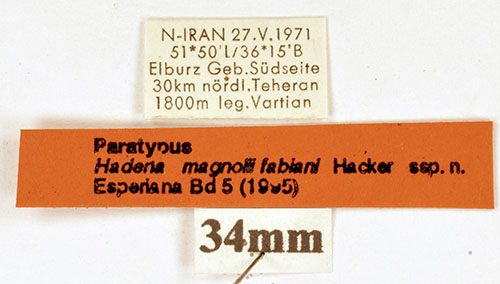 N-IRAN 27.V.1971
51*50'L/36*15'B
Elburz Geb.Südseite
30km nördl.Teheran
1800m leg.Vartian
Paratypus
Hadena magnolii fabiani Hacker ssp. n.
Esperiana Bd 5 (1995)
34mm